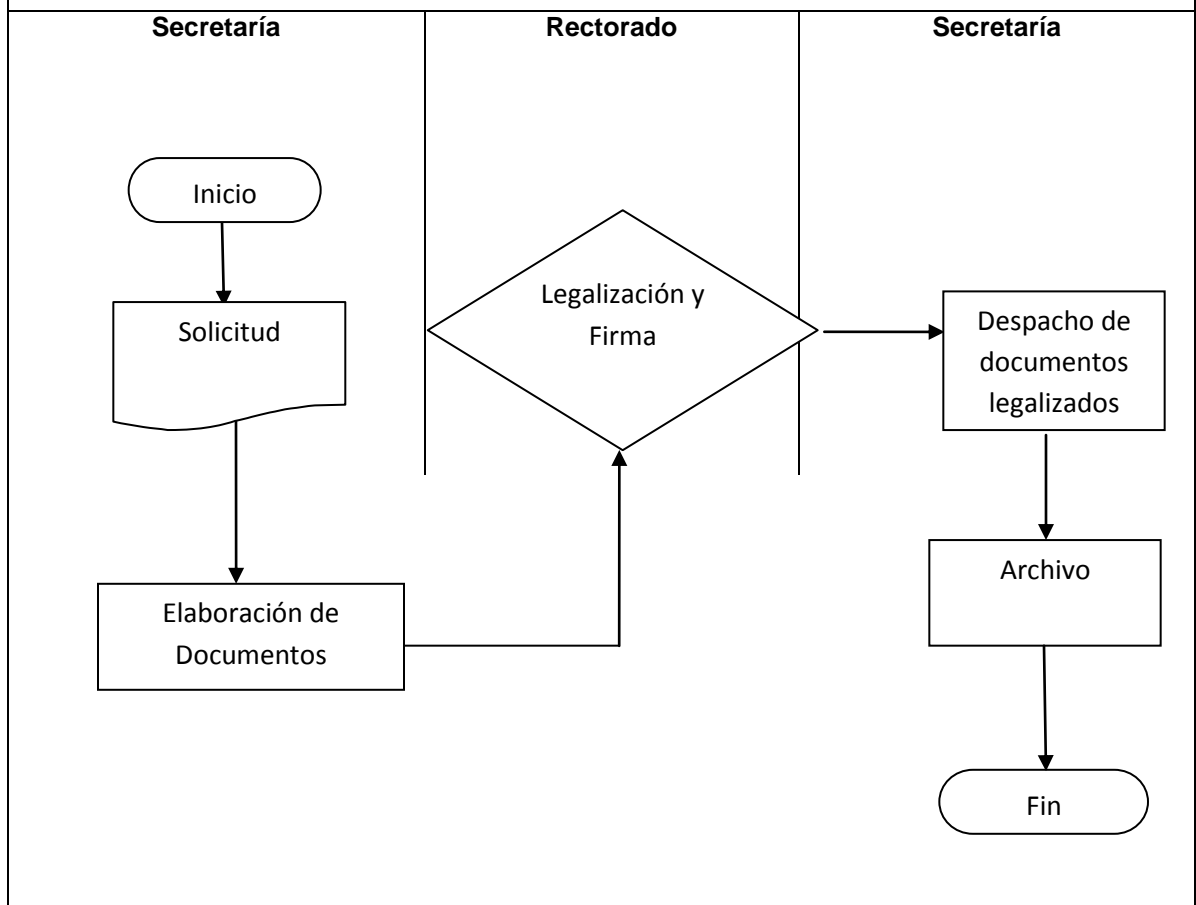 Secretaría
Rectorado
Secretaría
Inicio
Solicitud
Elaboración de
Documentos
Legalización y
Firma
Despacho de
documentos
legalizados
Archivo
Fin